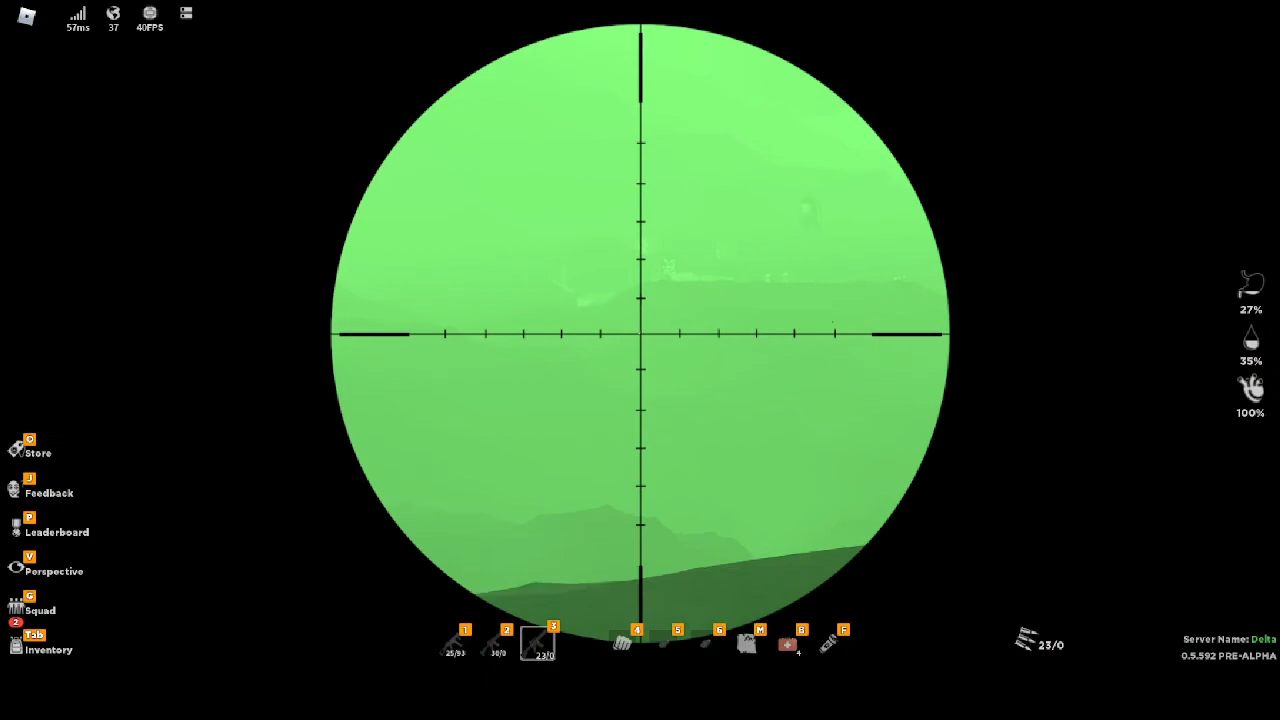 57ms 37 40FPS
27%
35%
100%
O
Store
J
Feedback
P
Leaderboard
V
Perspective
G
Squad
2
Tab
Inventory
1 2 3 4 5 6 M B F
25/93 30/0 23/0 4
23/0
Server Name: Delta
0.5.592 PRE-ALPHA